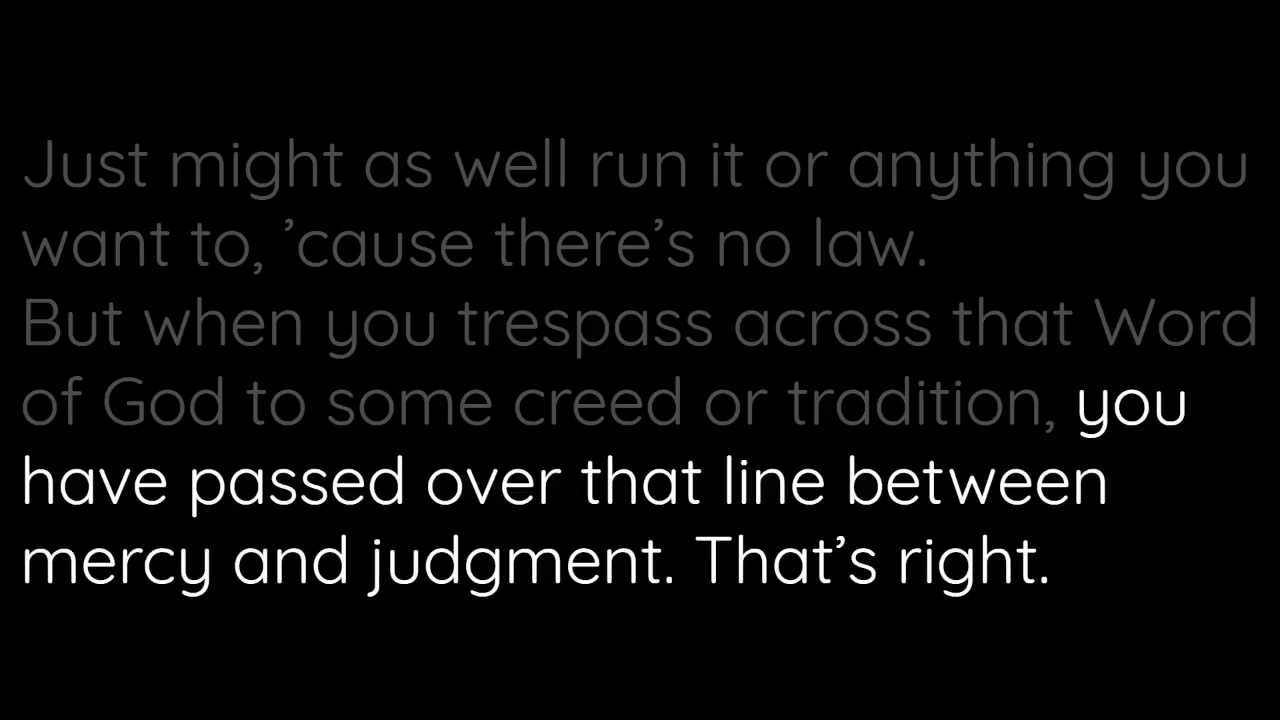 Just might as well run it or anything you
want to, ’cause there’s no law.
But when you trespass across that Word
of God to some creed or tradition, you
have passed over that line between
mercy and judgment. That’s right.